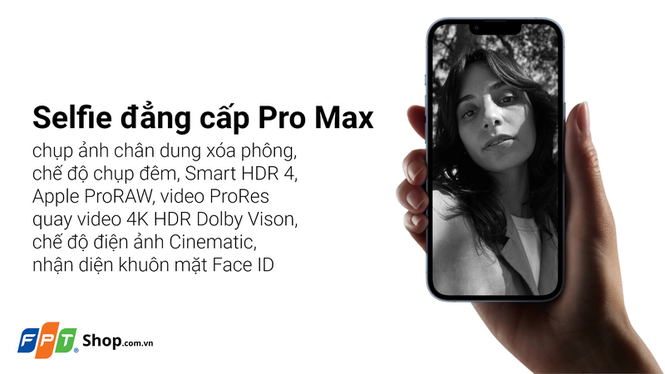 Selfie đẳng cấp Pro Max
chụp ảnh chân dung xóa phông,
chế độ chụp đêm, Smart HDR 4,
Apple ProRAW, video ProRes
quay video 4K HDR Dolby Vison,
chế độ điện ảnh Cinematic,
nhận diện khuôn mặt Face ID
FPT® Shop.com.vn